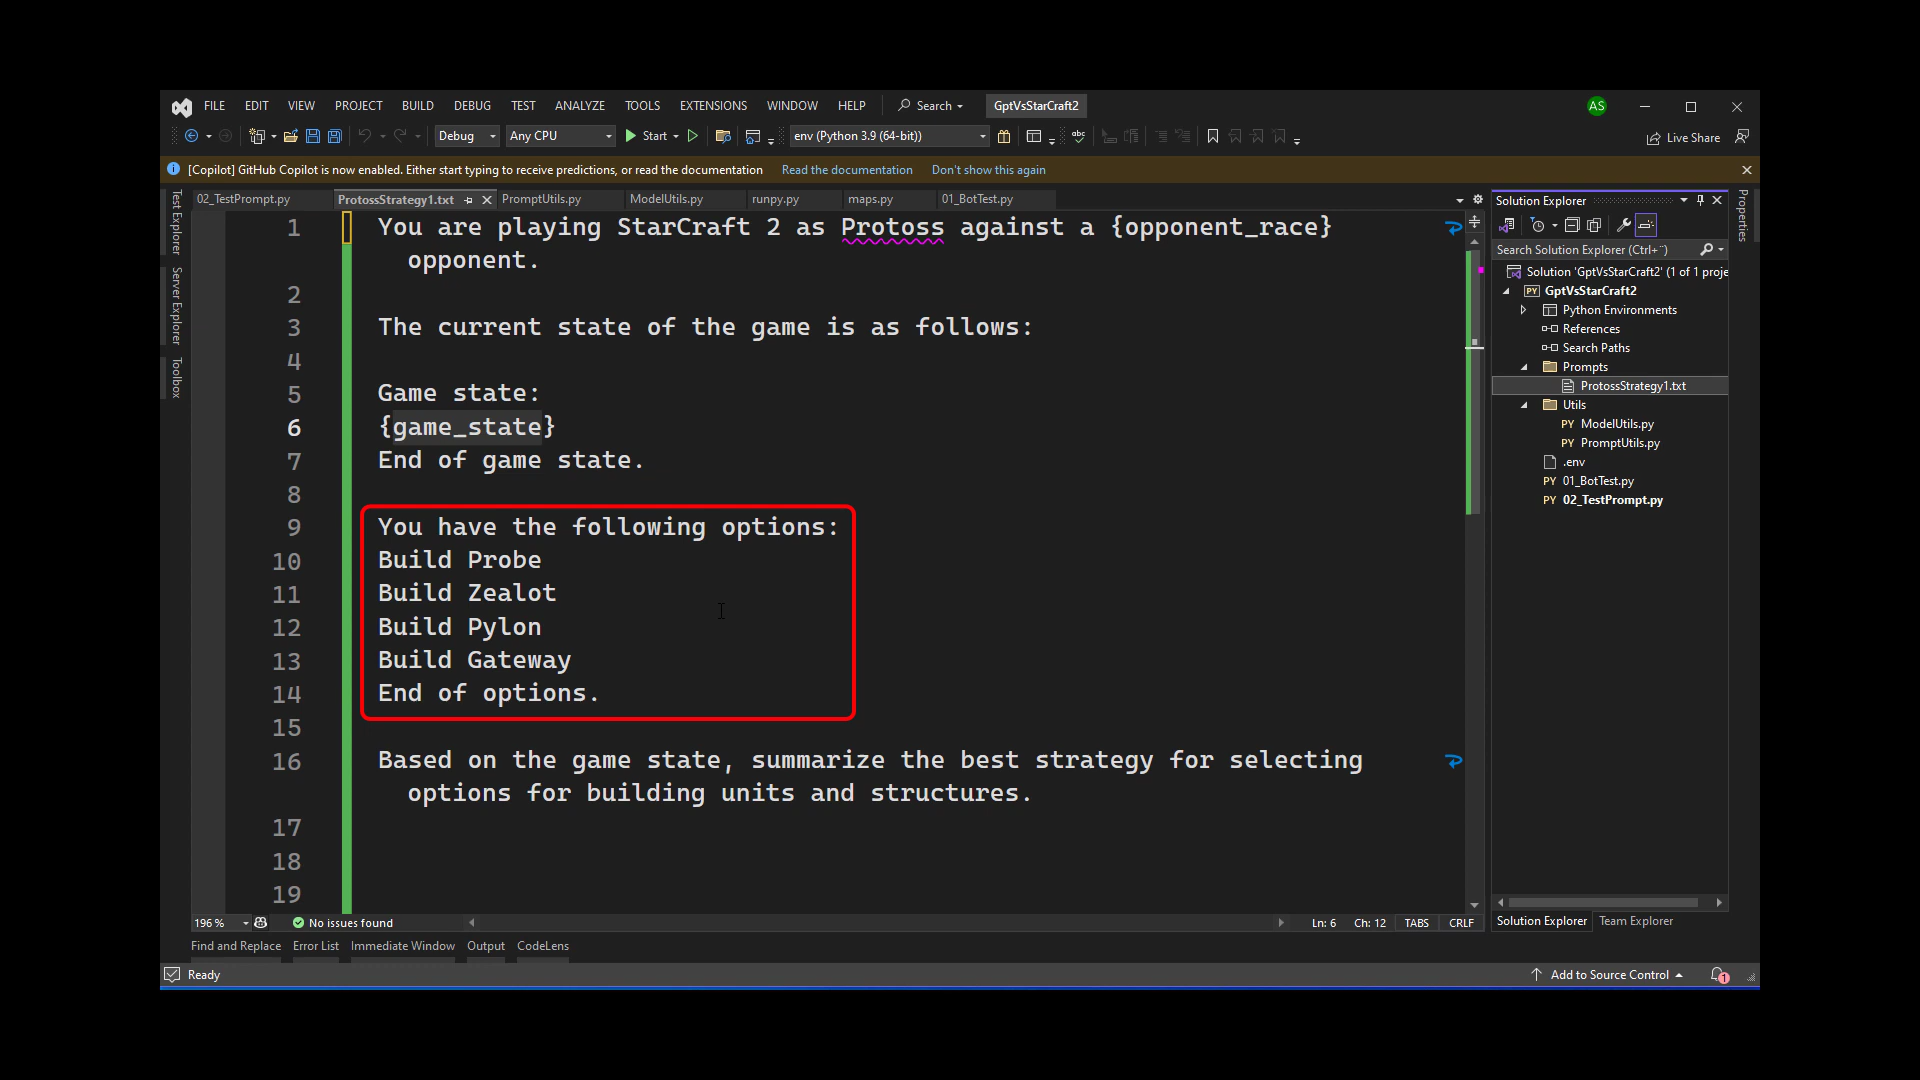 FILE EDIT VIEW PROJECT BUILD DEBUG TEST ANALYZE TOOLS EXTENSIONS WINDOW HELP Search GptVsStarCraft2 AS
Debug Any CPU Start env (Python 3.9 (64-bit)) abc Live Share
[Copilot] GitHub Copilot is now enabled. Either start typing to receive predictions, or read the documentation Read the documentation Don't show this again
02_TestPrompt.py ProtossStrategy1.txt PromptUtils.py ModelUtils.py runpy.py maps.py 01_BotTest.py
Test Explorer
Server Explorer
Toolbox
1 You are playing StarCraft 2 as Protoss against a {opponent_race}
opponent.
2
3 The current state of the game is as follows:
4
5 Game state:
6 {game_state}
7 End of game state.
8
9 You have the following options:
10 Build Probe
11 Build Zealot
12 Build Pylon
13 Build Gateway
14 End of options.
15
16 Based on the game state, summarize the best strategy for selecting
options for building units and structures.
17
18
19
196 % No issues found Ln: 6 Ch: 12 TABS CRLF
Find and Replace Error List Immediate Window Output CodeLens
Ready Add to Source Control 1
Solution Explorer
Search Solution Explorer (Ctrl+¨)
Solution 'GptVsStarCraft2' (1 of 1 proje
PY GptVsStarCraft2
Python Environments
References
Search Paths
Prompts
ProtossStrategy1.txt
Utils
PY ModelUtils.py
PY PromptUtils.py
.env
PY 01_BotTest.py
PY 02_TestPrompt.py
Solution Explorer Team Explorer
Properties